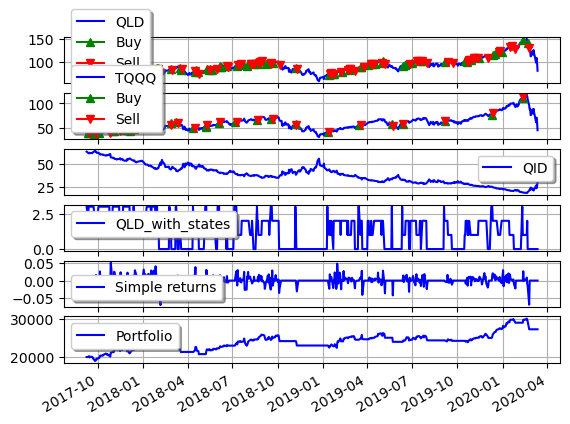 QLD
Buy
Sell
150
100
TQQQ
Buy
Sell
100
50
QID
50
25
QLD_with_states
2.5
0.0
Simple returns
0.05
0.00
−0.05
Portfolio
30000
20000
2017-10
2018-01
2018-04
2018-07
2018-10
2019-01
2019-04
2019-07
2019-10
2020-01
2020-04